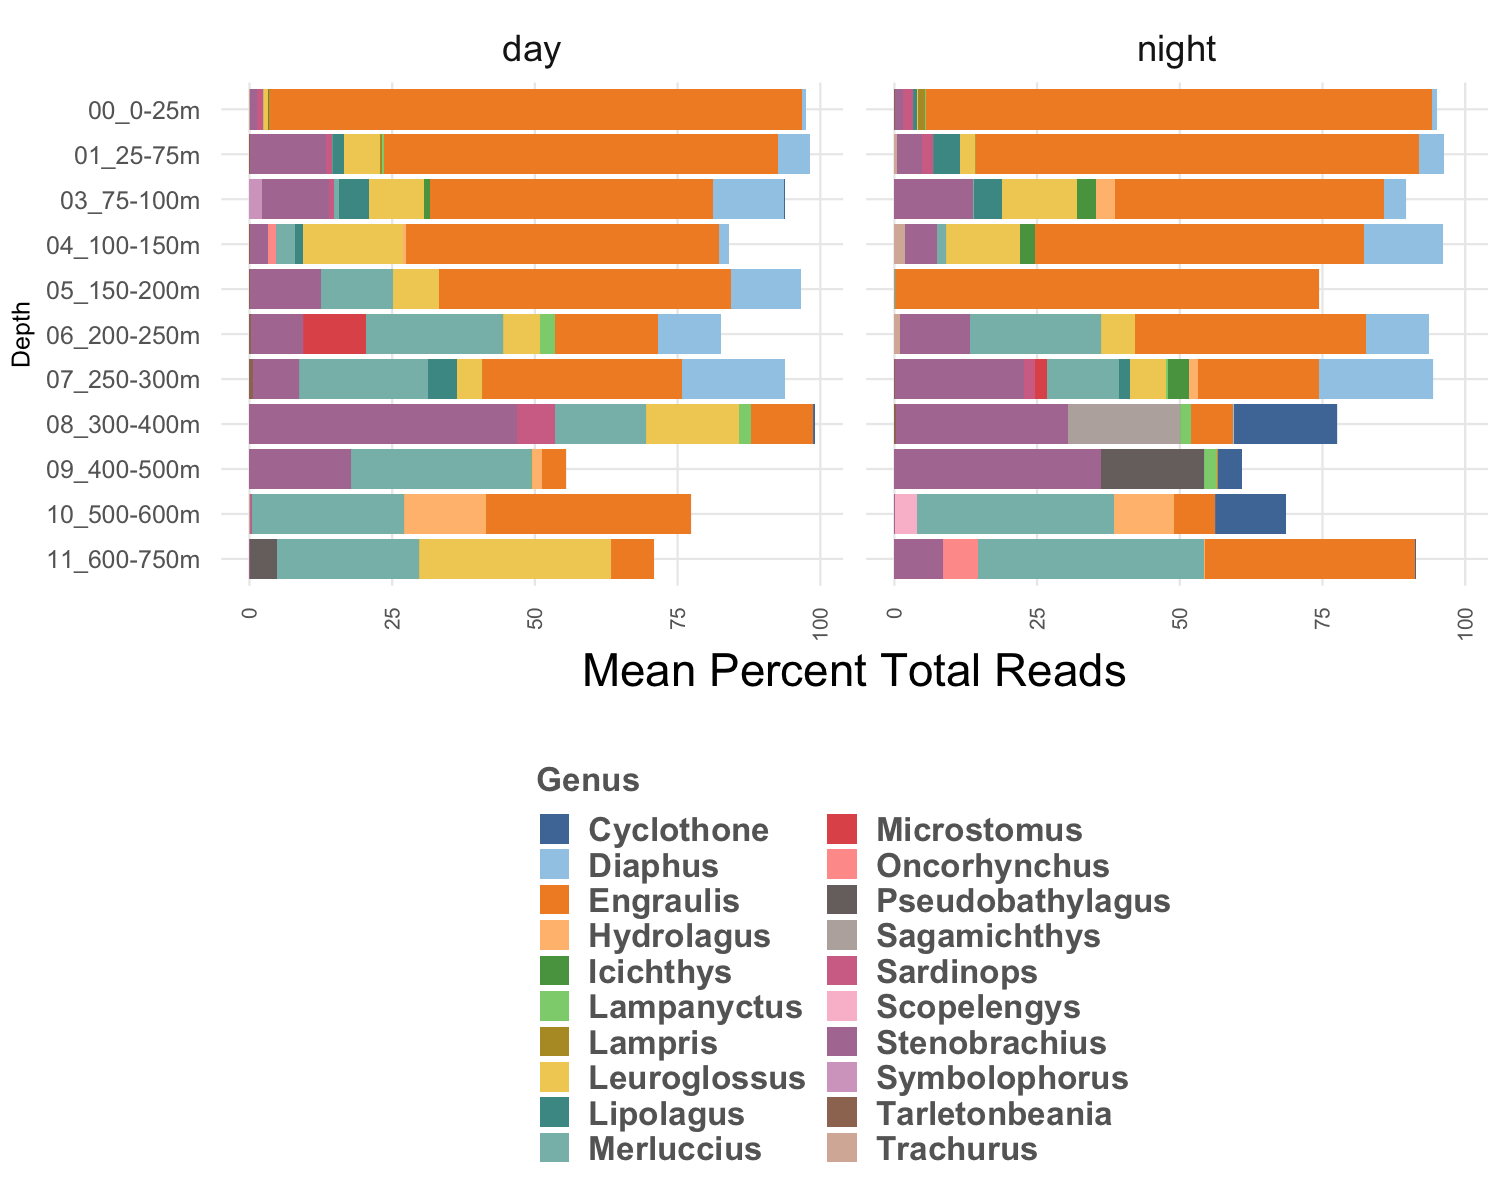 day night
00_0-25m
01_25-75m
03_75-100m
04_100-150m
05_150-200m
06_200-250m
07_250-300m
08_300-400m
09_400-500m
10_500-600m
11_600-750m
Depth
0 25 50 75 100 0 25 50 75 100
Mean Percent Total Reads
Genus
Cyclothone Microstomus
Diaphus Oncorhynchus
Engraulis Pseudobathylagus
Hydrolagus Sagamichthys
Icichthys Sardinops
Lampanyctus Scopelengys
Lampris Stenobrachius
Leuroglossus Symbolophorus
Lipolagus Tarletonbeania
Merluccius Trachurus